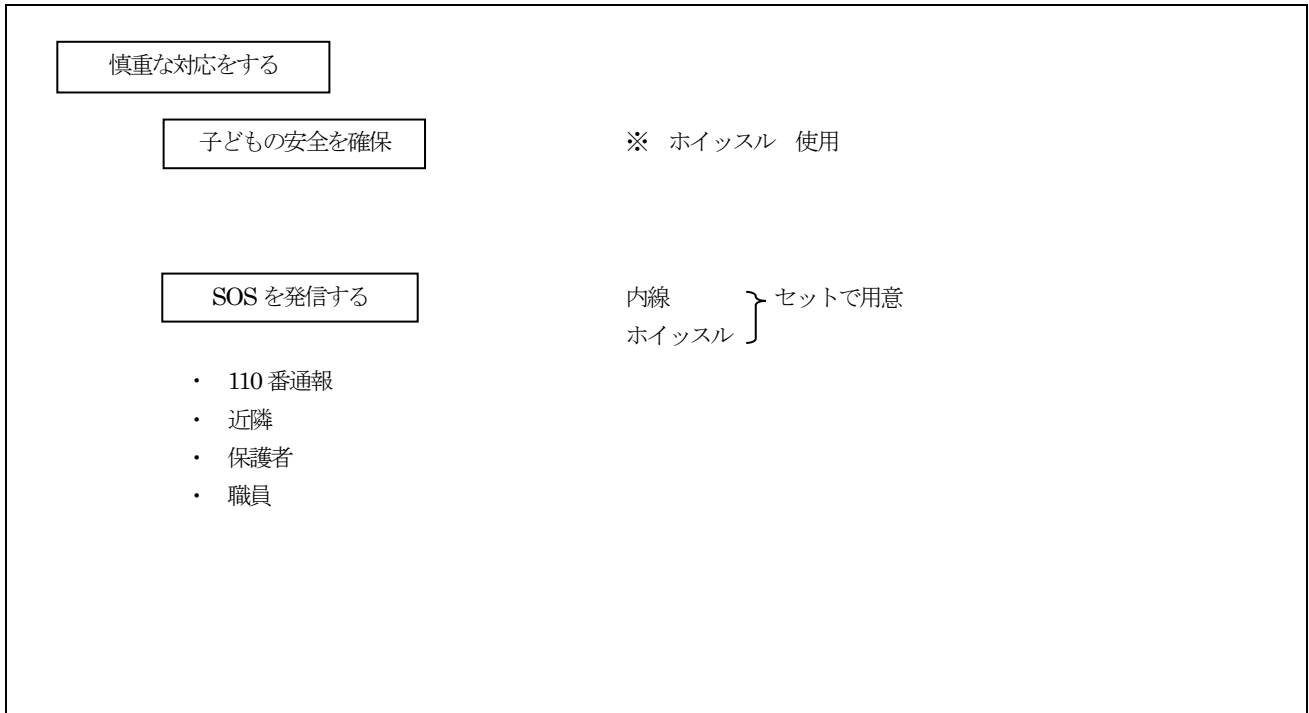 慎重な対応をする
子どもの安全を確保 ※ ホイッスル 使用
SOS を発信する 内線 セットで用意
ホイッスル
・ 110 番通報
・ 近隣
・ 保護者
・ 職員